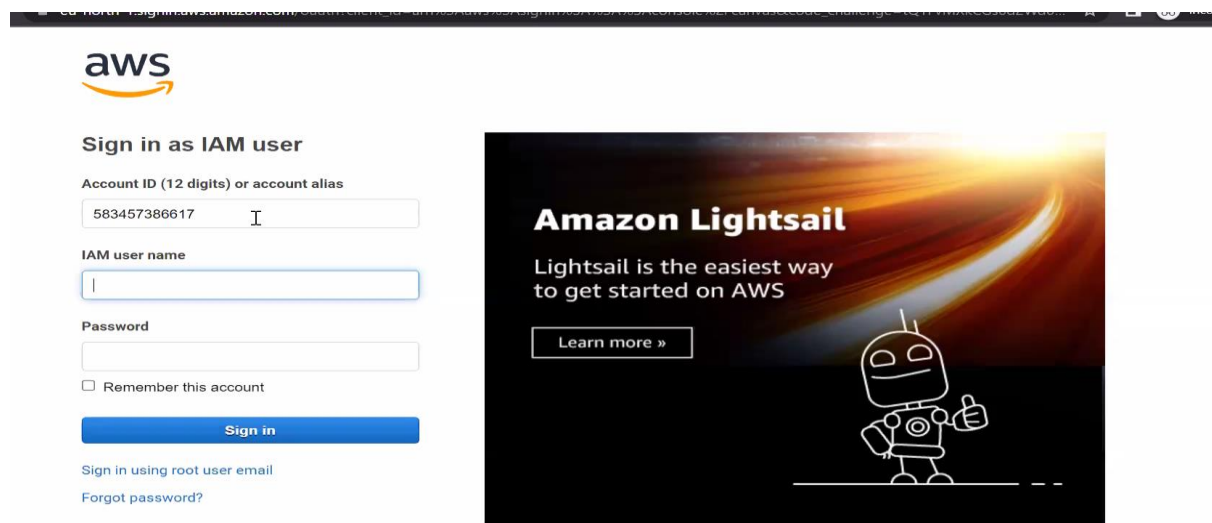 aws
Sign in as IAM user
Account ID (12 digits) or account alias
583457386617
IAM user name
Password
Remember this account
Sign in
Sign in using root user email
Forgot password?
Amazon Lightsail
Lightsail is the easiest way
to get started on AWS
Learn more »